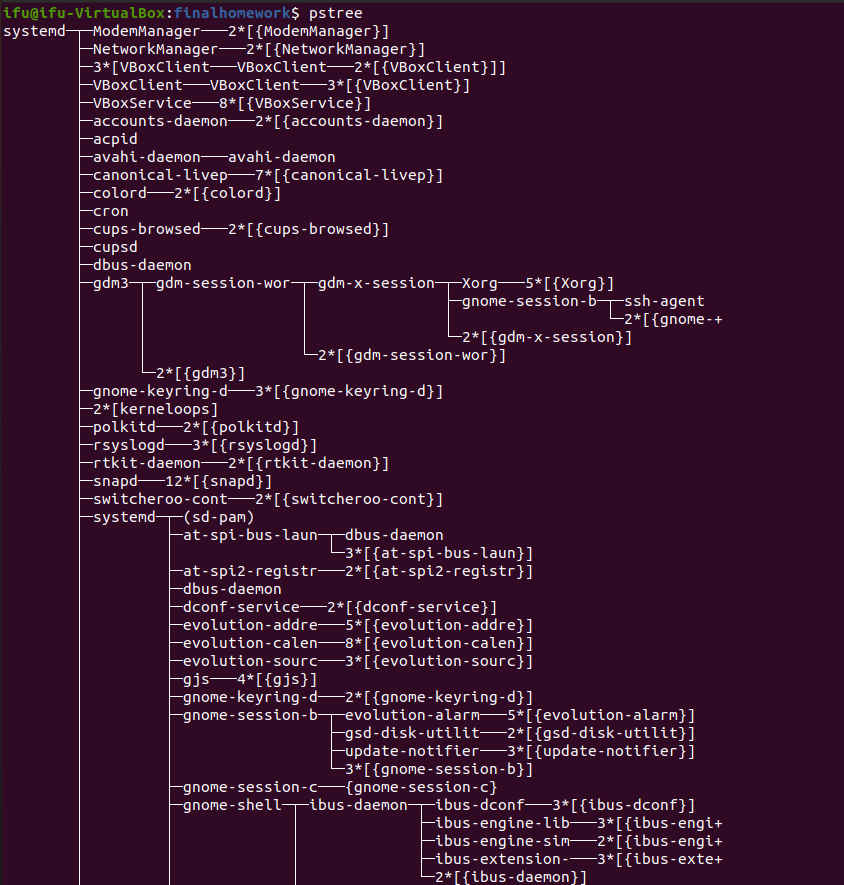 ifu@ifu-VirtualBox:finalhomework$ pstree
systemd─┬─ModemManager───2*[{ModemManager}]
        ├─NetworkManager───2*[{NetworkManager}]
        ├─3*[VBoxClient───VBoxClient───2*[{VBoxClient}]]
        ├─VBoxClient───VBoxClient───3*[{VBoxClient}]
        ├─VBoxService───8*[{VBoxService}]
        ├─accounts-daemon───2*[{accounts-daemon}]
        ├─acpid
        ├─avahi-daemon───avahi-daemon
        ├─canonical-livep───7*[{canonical-livep}]
        ├─colord───2*[{colord}]
        ├─cron
        ├─cups-browsed───2*[{cups-browsed}]
        ├─cupsd
        ├─dbus-daemon
        ├─gdm3─┬─gdm-session-wor─┬─gdm-x-session─┬─Xorg───5*[{Xorg}]
        │      │                 │               ├─gnome-session-b─┬─ssh-agent
        │      │                 │               │                 └─2*[{gnome-+
        │      │                 │               └─2*[{gdm-x-session}]
        │      │                 └─2*[{gdm-session-wor}]
        │      └─2*[{gdm3}]
        ├─gnome-keyring-d───3*[{gnome-keyring-d}]
        ├─2*[kerneloops]
        ├─polkitd───2*[{polkitd}]
        ├─rsyslogd───3*[{rsyslogd}]
        ├─rtkit-daemon───2*[{rtkit-daemon}]
        ├─snapd───12*[{snapd}]
        ├─switcheroo-cont───2*[{switcheroo-cont}]
        ├─systemd─┬─(sd-pam)
        │         ├─at-spi-bus-laun─┬─dbus-daemon
        │         │                 └─3*[{at-spi-bus-laun}]
        │         ├─at-spi2-registr───2*[{at-spi2-registr}]
        │         ├─dbus-daemon
        │         ├─dconf-service───2*[{dconf-service}]
        │         ├─evolution-addre───5*[{evolution-addre}]
        │         ├─evolution-calen───8*[{evolution-calen}]
        │         ├─evolution-sourc───3*[{evolution-sourc}]
        │         ├─gjs───4*[{gjs}]
        │         ├─gnome-keyring-d───2*[{gnome-keyring-d}]
        │         ├─gnome-session-b─┬─evolution-alarm───5*[{evolution-alarm}]
        │         │                 ├─gsd-disk-utilit───2*[{gsd-disk-utilit}]
        │         │                 ├─update-notifier───3*[{update-notifier}]
        │         │                 └─3*[{gnome-session-b}]
        │         ├─gnome-session-c───{gnome-session-c}
        │         ├─gnome-shell─┬─ibus-daemon─┬─ibus-dconf───3*[{ibus-dconf}]
        │         │             │             ├─ibus-engine-lib───3*[{ibus-engi+
        │         │             │             ├─ibus-engine-sim───2*[{ibus-engi+
        │         │             │             ├─ibus-extension-───3*[{ibus-exte+
        │         │             │             └─2*[{ibus-daemon}]